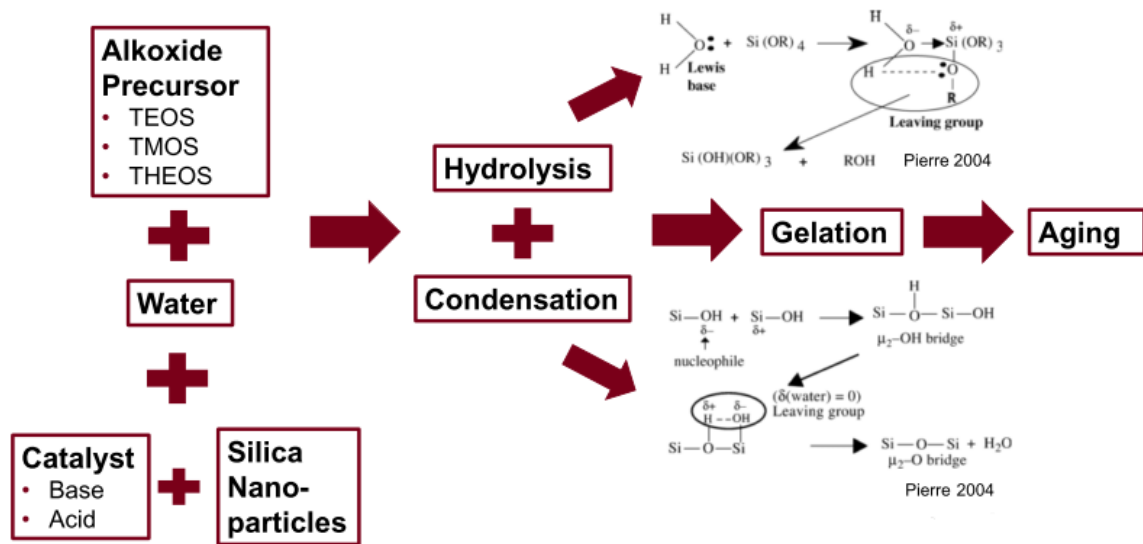 Alkoxide
Precursor
• TEOS
• TMOS
• THEOS
Water
Catalyst
• Base
• Acid
Silica
Nano-
particles
Hydrolysis
Condensation
H
H
O
Lewis
base
+
Si (OR) 4
H
H
O
δ–
δ+
Si(OR) 3
O
R
Leaving group
Si (OH)(OR) 3 + ROH
Pierre 2004
Gelation
Aging
Si—OH + Si—OH
δ–
δ+
nucleophile
H
Si —O— Si —OH
μ2–OH bridge
(δ(water) = 0)
Leaving group
δ+ δ–
H --OH
Si—O—Si
Si —O— Si + H2O
μ2–O bridge
Pierre 2004